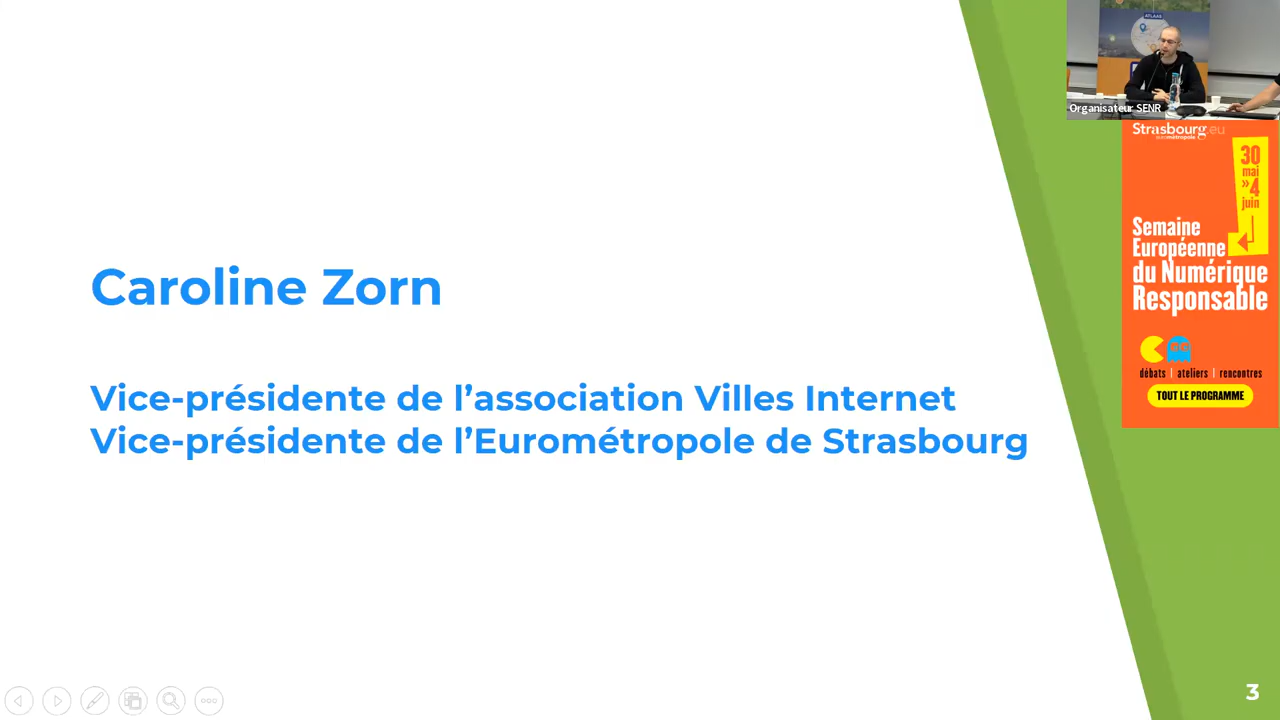 Caroline Zorn
Vice-présidente de l’association Villes Internet
Vice-présidente de l’Eurométropole de Strasbourg
ATLAAS
Organisateur SENR
Strasbourg.eu
eurométropole
30
mai
»4
juin
Semaine
Européenne
du Numérique
Responsable
débats | ateliers | rencontres
TOUT LE PROGRAMME
3